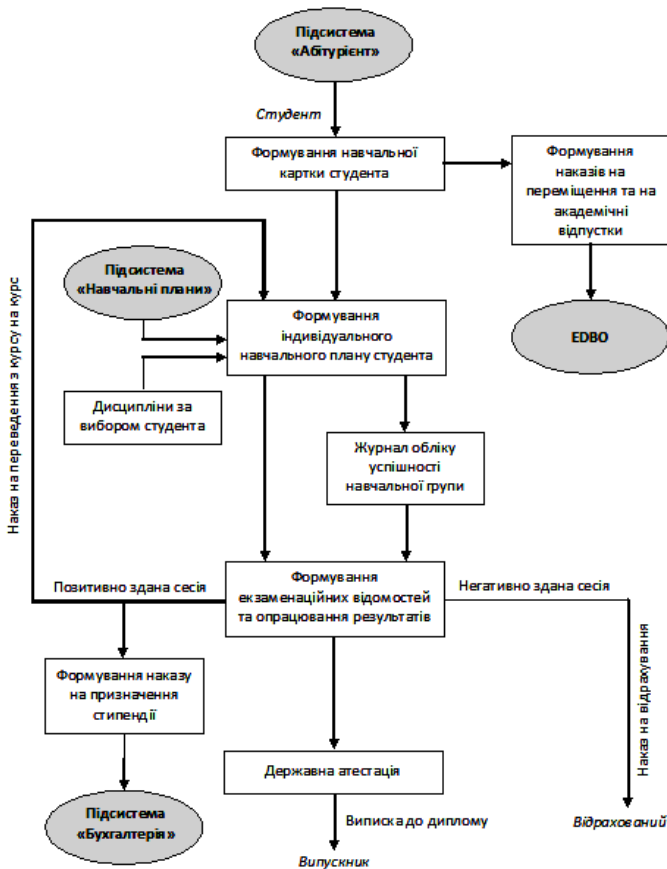 Підсистема
«Абітурієнт»
Студент
Формування навчальної
картки студента
Формування
наказів на
переміщення та на
академічні
відпустки
Наказ на переведення з курсу на курс
Підсистема
«Навчальні плани»
Формування
індивідуального
навчального плану студента
EDBO
Дисципліни за
вибором студента
Журнал обліку
успішності
навчальної групи
Позитивно здана сесія
Формування
екзаменаційних відомостей
та опрацювання результатів
Негативно здана сесія
Наказ на відрахування
Формування наказу
на призначення
стипендії
Державна атестація
Підсистема
«Бухгалтерія»
Виписка до диплому
Відрахований
Випускник